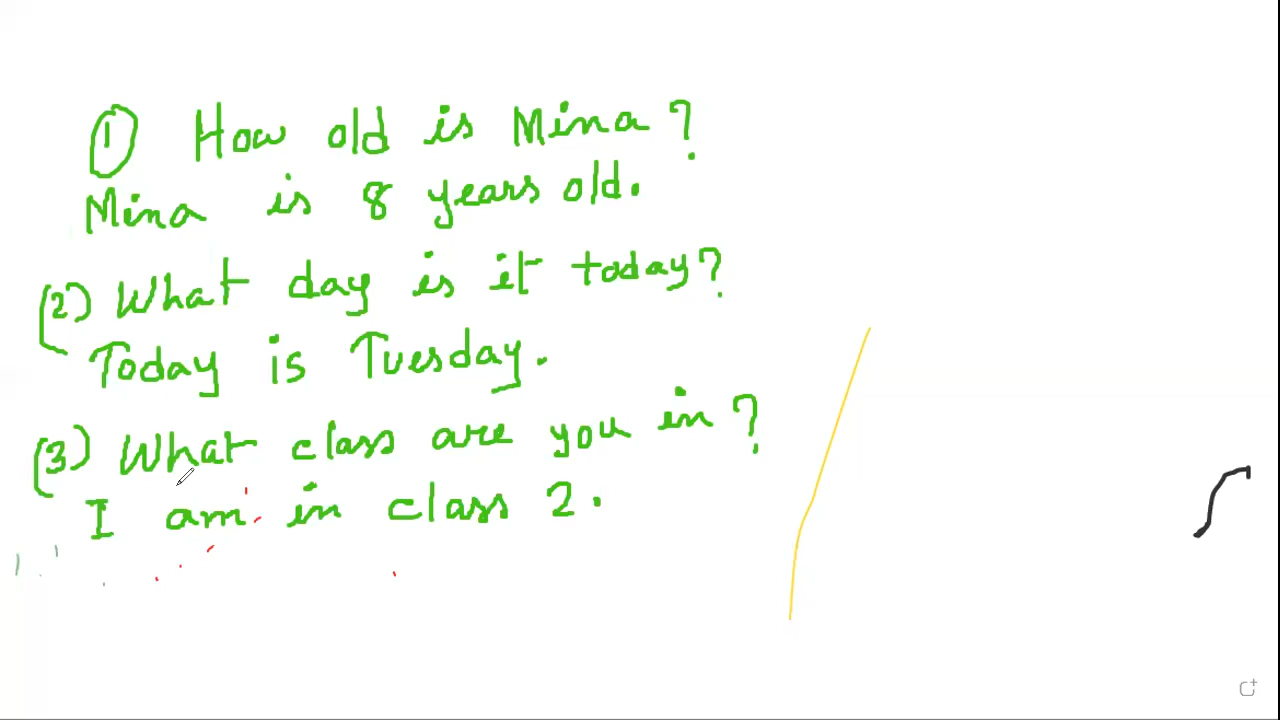 ① How old is Mina?
Mina is 8 years old.
(2) What day is it today?
Today is Tuesday.
(3) What class are you in?
I am in class 2.